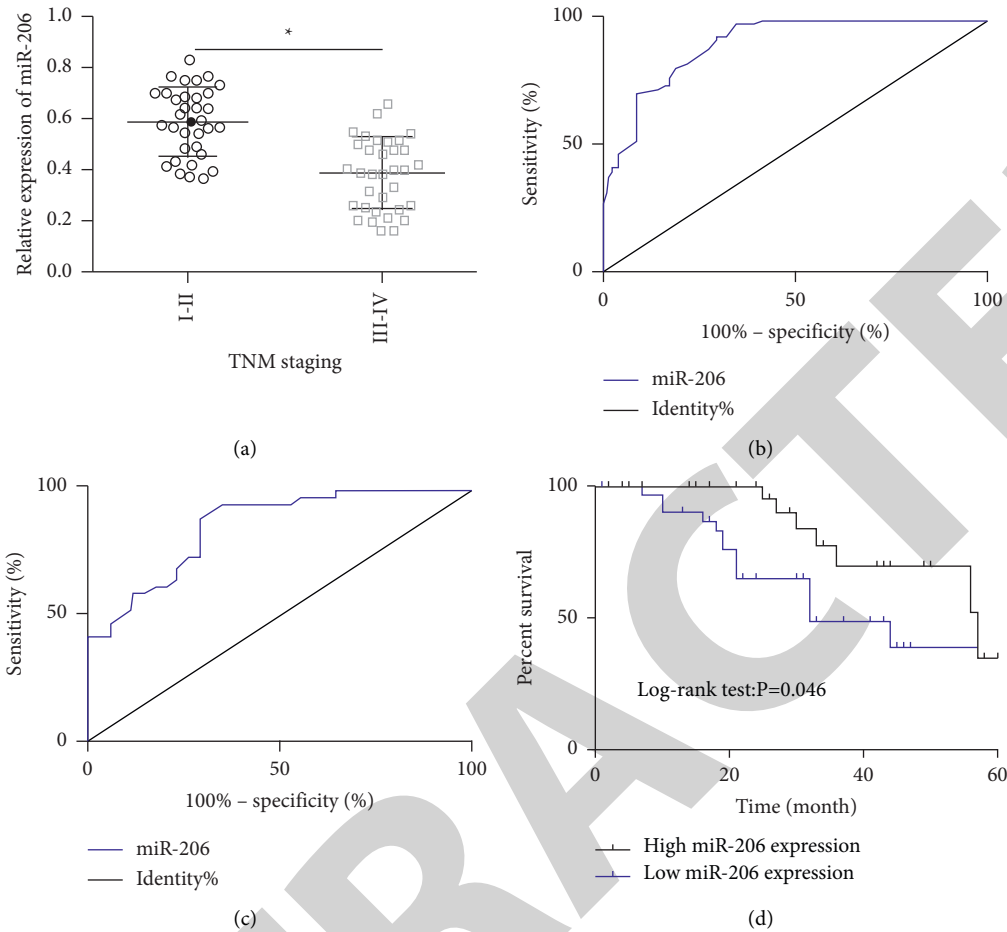 1.0
0.8
0.6
0.4
0.2
0.0
Relative expression of miR-206
*
I-II
III-IV
TNM staging
(a)
100
50
0
Sensitivity (%)
0
50
100
100% – specificity (%)
miR-206
Identity%
(b)
100
50
0
Sensitivity (%)
0
50
100
100% – specificity (%)
miR-206
Identity%
(c)
100
50
0
Percent survival
Log-rank test:P=0.046
0
20
40
60
Time (month)
High miR-206 expression
Low miR-206 expression
(d)